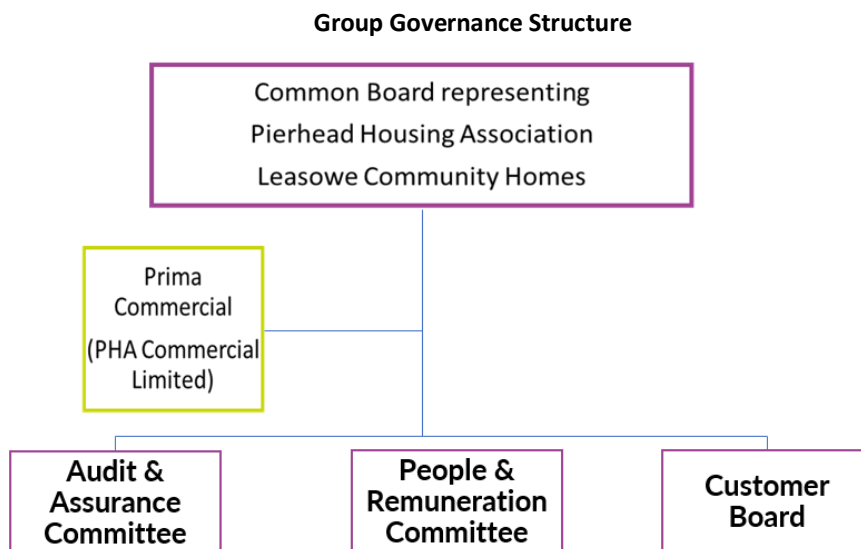 Group Governance Structure
Common Board representing
Pierhead Housing Association
Leasowe Community Homes
Prima
Commercial
(PHA Commercial
Limited)
Audit &
Assurance
Committee
People &
Remuneration
Committee
Customer
Board